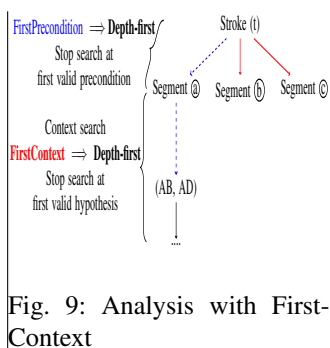 FirstPrecondition ⇒ Depth-first
Stop search at
first valid precondition
Stroke (t)
Segment ⓐ
Segment ⓑ
Segment ⓒ
Context search
FirstContext ⇒ Depth-first
Stop search at
first valid hypothesis
(AB, AD)
....
Fig. 9: Analysis with First-
Context